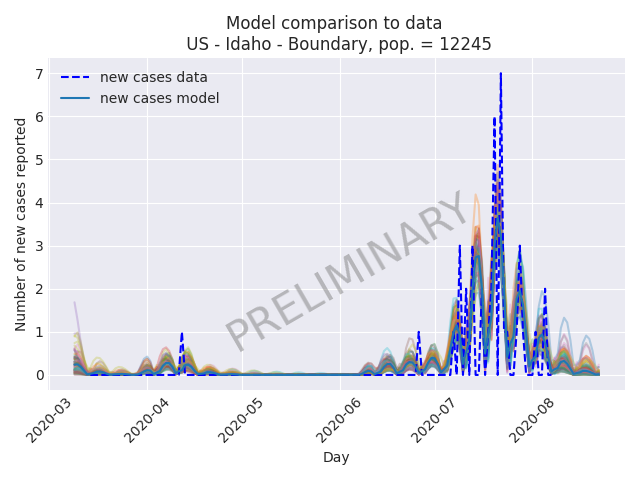 Model comparison to data
US - Idaho - Boundary, pop. = 12245
new cases data
new cases model
Number of new cases reported
7
6
5
4
3
2
1
0
PRELIMINARY
2020-03
2020-04
2020-05
2020-06
2020-07
2020-08
Day